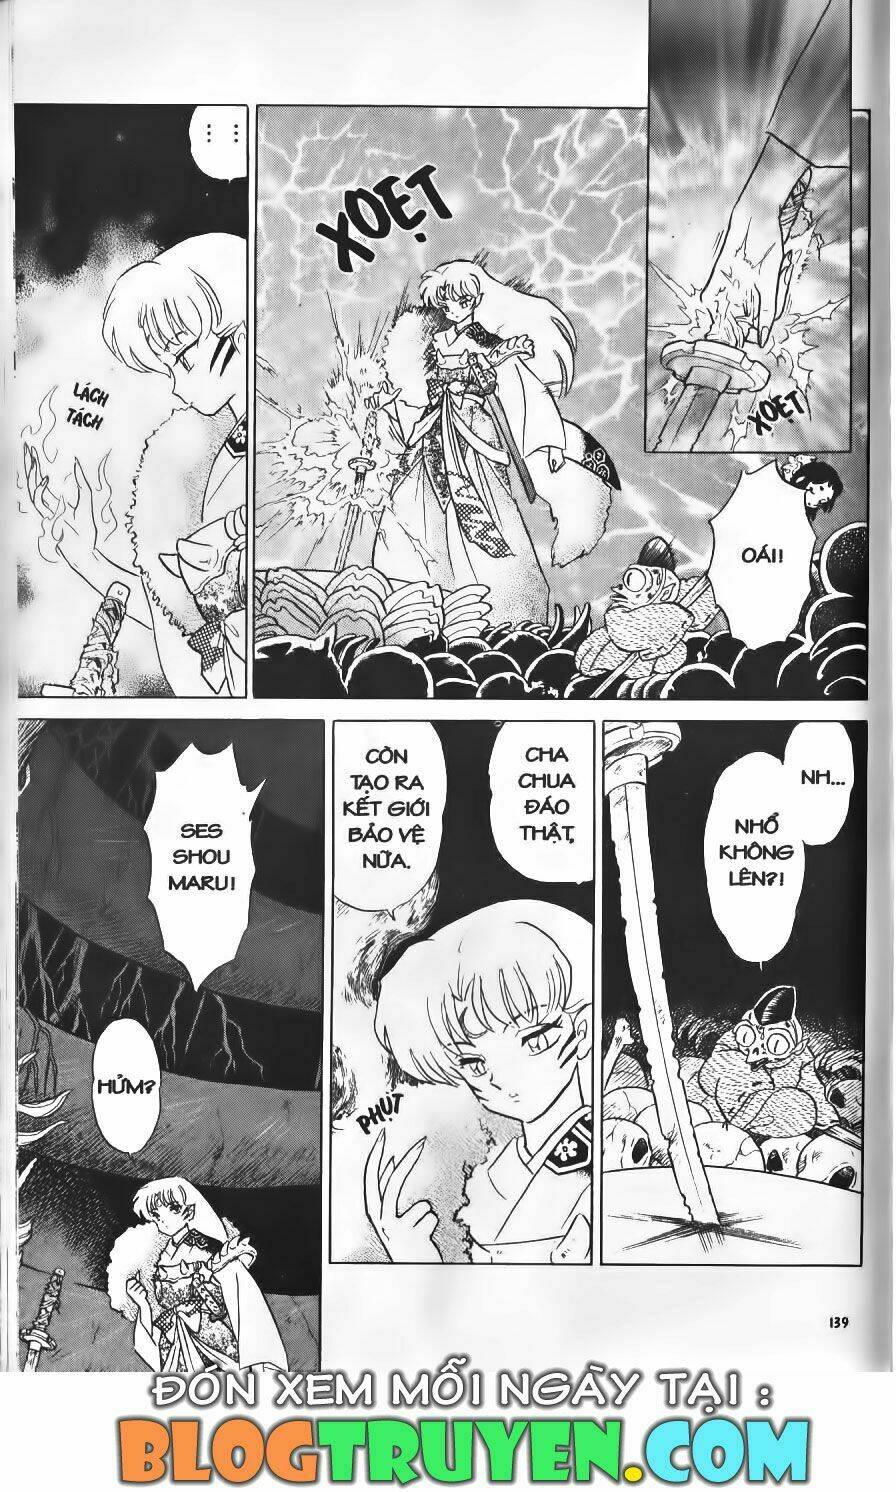 XOẸT
XOẸT
OÁI!
……
LÁCH
TÁCH
NH...
NHỔ
KHÔNG
LÊN?!
CHA
CHUA
ĐÁO
THẬT,
CÒN
TẠO RA
KẾT GIỚI
BẢO VỆ
NỮA.
PHỤT
SES
SHOU
MARU!
HỬM?
139
ĐÓN XEM MỖI NGÀY TẠI :
BLOGTRUYEN.COM